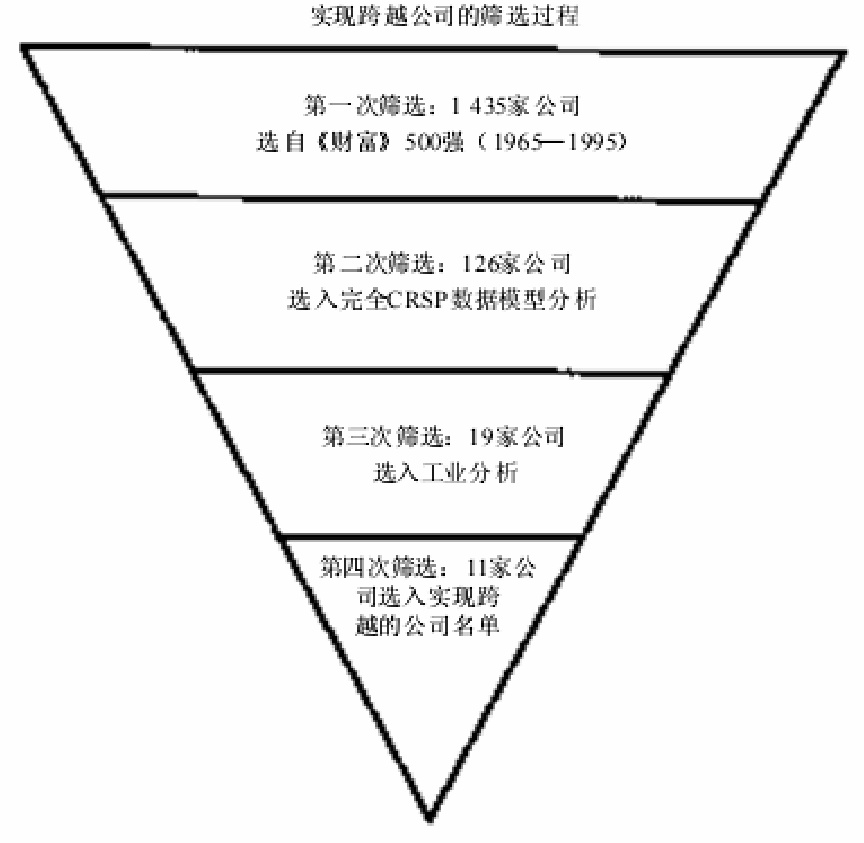 实现跨越公司的筛选过程
第一次筛选：1 435家公司
选自《财富》500强（1965—1995）
第二次筛选：126家公司
选入完全CRSP数据模型分析
第三次筛选：19家公司
选入工业分析
第四次筛选：11家公
司选入实现跨
越的公司名单